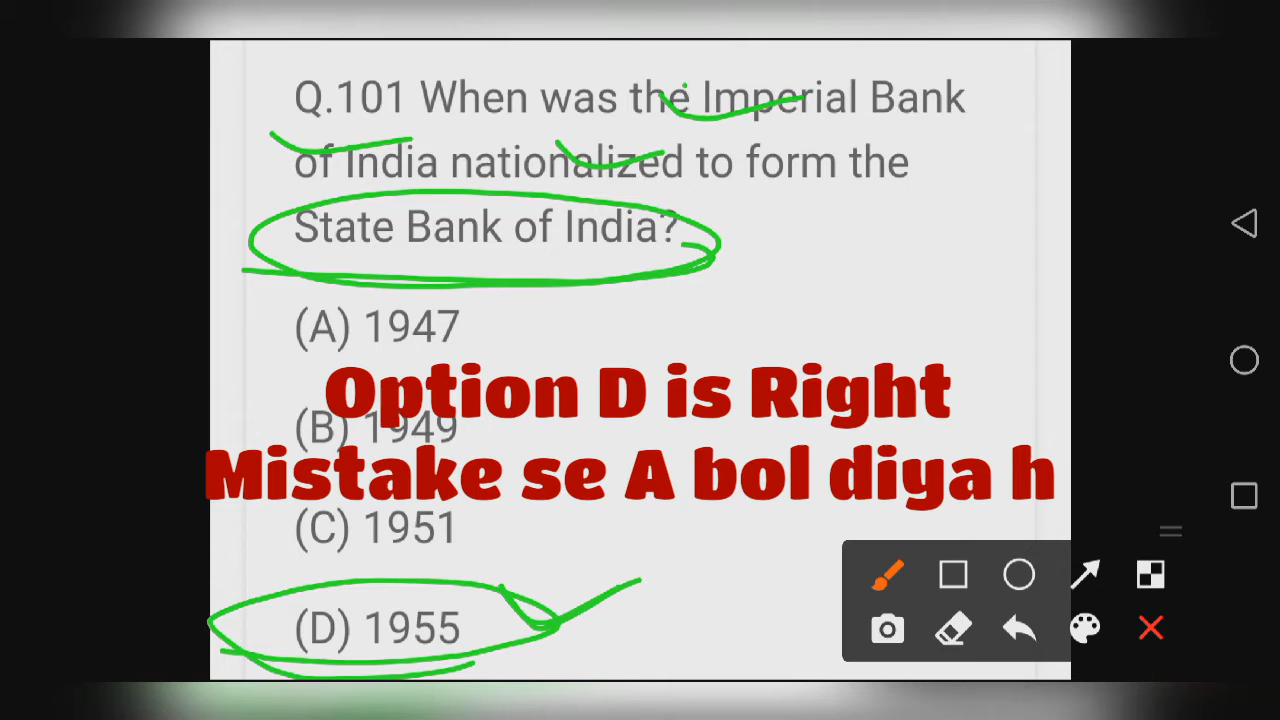 Q.101 When was the Imperial Bank
of India nationalized to form the
State Bank of India?
(A) 1947
Option D is Right
(B) 1949
Mistake se A bol diya h
(C) 1951
(D) 1955